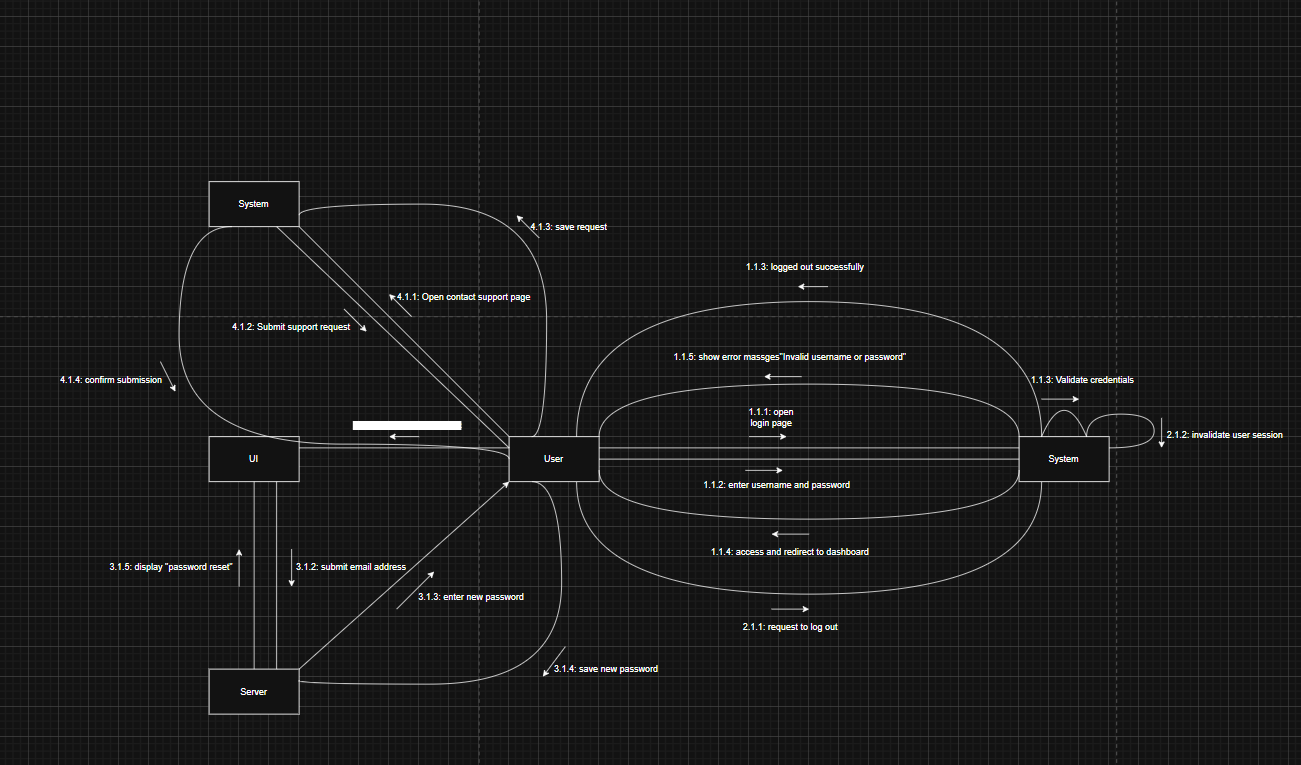 System
4.1.3: save request
1.1.3: logged out successfully
4.1.1: Open contact support page
4.1.2: Submit support request
1.1.5: show error massges"Invalid username or password"
4.1.4: confirm submission
1.1.3: Validate credentials
1.1.1: open
login page
2.1.2: invalidate user session
UI
User
System
1.1.2: enter username and password
1.1.4: access and redirect to dashboard
3.1.5: display "password reset"
3.1.2: submit email address
3.1.3: enter new password
2.1.1: request to log out
3.1.4: save new password
Server